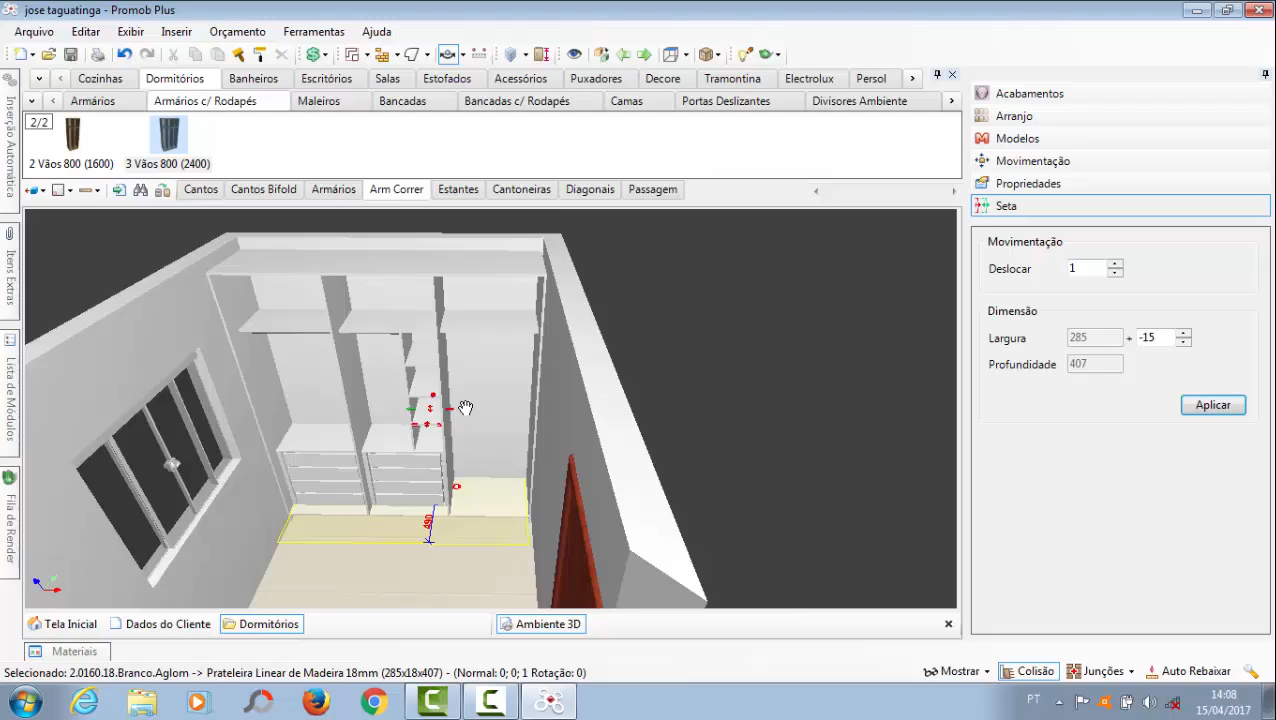 jose taguatinga - Promob Plus
Arquivo Editar Exibir Inserir Orçamento Ferramentas Ajuda
Cozinhas Dormitórios Banheiros Escritórios Salas Estofados Acessórios Puxadores Decore Tramontina Electrolux Persol
Armários Armários c/ Rodapés Maleiros Bancadas Bancadas c/ Rodapés Camas Portas Deslizantes Divisores Ambiente
2/2
2 Vãos 800 (1600) 3 Vãos 800 (2400)
Cantos Cantos Bifold Armários Arm Correr Estantes Cantoneiras Diagonais Passagem
Inserção Automática
Itens Extras
Lista de Módulos
Fila de Render
490
Acabamentos
Arranjo
Modelos
Movimentação
Propriedades
Seta
Movimentação
Deslocar 1
Dimensão
Largura 285 + -15
Profundidade 407
Aplicar
Tela Inicial Dados do Cliente Dormitórios Ambiente 3D
Materiais
Selecionado: 2.0160.18.Branco.Aglom -> Prateleira Linear de Madeira 18mm (285x18x407) - (Normal: 0; 0; 1 Rotação: 0)
Mostrar Colisão Junções Auto Rebaixar
PT
14:08
15/04/2017